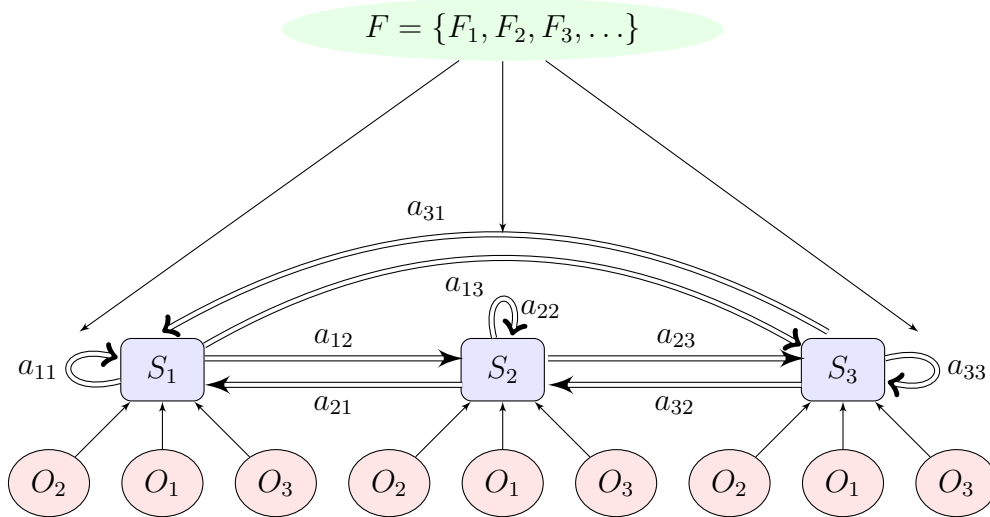 F = {F₁, F₂, F₃, …}
a₃₁
a₁₃
a₂₂
a₁₂
a₂₃
a₁₁
S₁
S₂
S₃
a₃₃
a₂₁
a₃₂
O₂
O₁
O₃
O₂
O₁
O₃
O₂
O₁
O₃